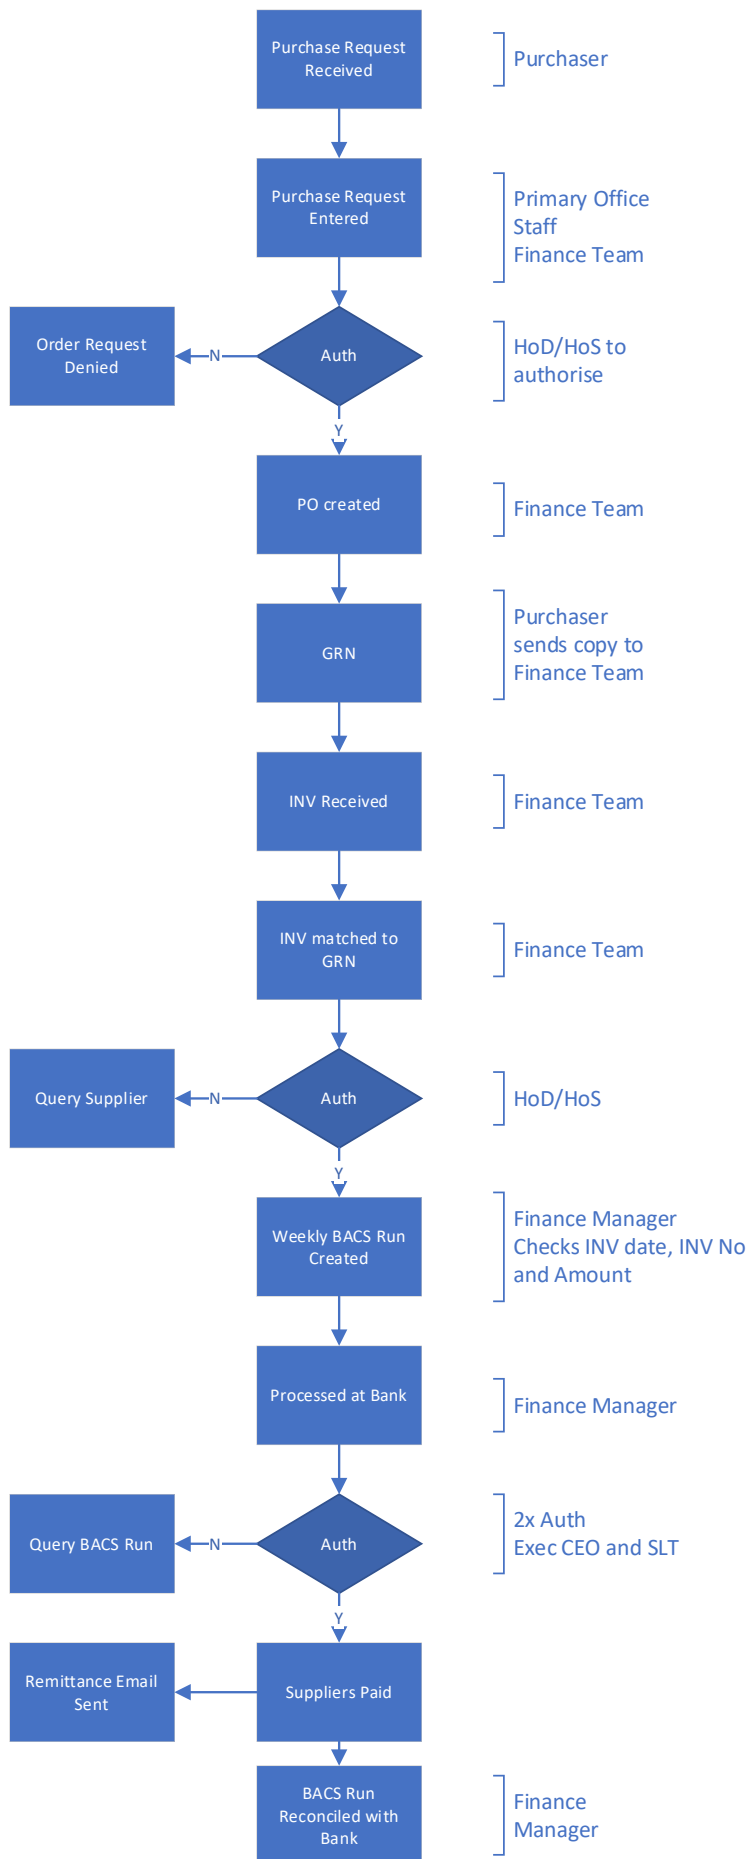 Purchase Request
Received
Purchaser
Purchase Request
Entered
Primary Office
Staff
Finance Team
Order Request
Denied
N
Auth
HoD/HoS to
authorise
Y
PO created
Finance Team
GRN
Purchaser
sends copy to
Finance Team
INV Received
Finance Team
INV matched to
GRN
Finance Team
Query Supplier
N
Auth
HoD/HoS
Y
Weekly BACS Run
Created
Finance Manager
Checks INV date, INV No
and Amount
Processed at Bank
Finance Manager
Query BACS Run
N
Auth
2x Auth
Exec CEO and SLT
Y
Remittance Email
Sent
Suppliers Paid
BACS Run
Reconciled with
Bank
Finance
Manager